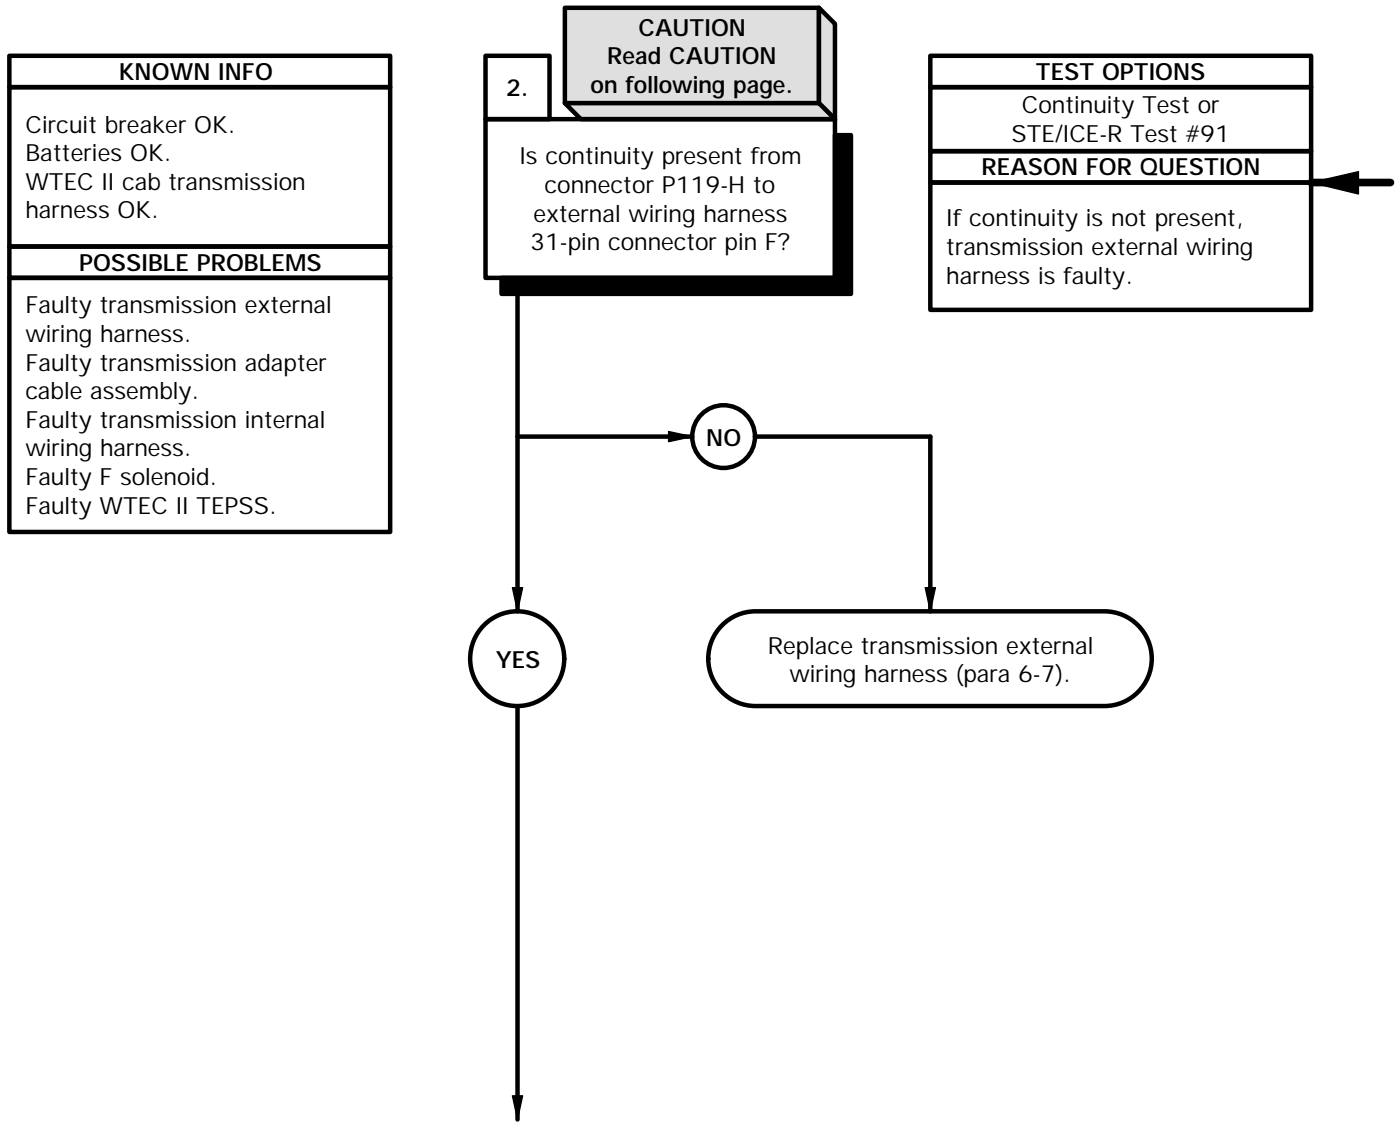 KNOWN INFO
Circuit breaker OK.
Batteries OK.
WTEC II cab transmission
harness OK.
POSSIBLE PROBLEMS
Faulty transmission external
wiring harness.
Faulty transmission adapter
cable assembly.
Faulty transmission internal
wiring harness.
Faulty F solenoid.
Faulty WTEC II TEPSS.
CAUTION
Read CAUTION
on following page.
2.
Is continuity present from
connector P119-H to
external wiring harness
31-pin connector pin F?
TEST OPTIONS
Continuity Test or
STE/ICE-R Test #91
REASON FOR QUESTION
If continuity is not present,
transmission external wiring
harness is faulty.
NO
YES
Replace transmission external
wiring harness (para 6-7).